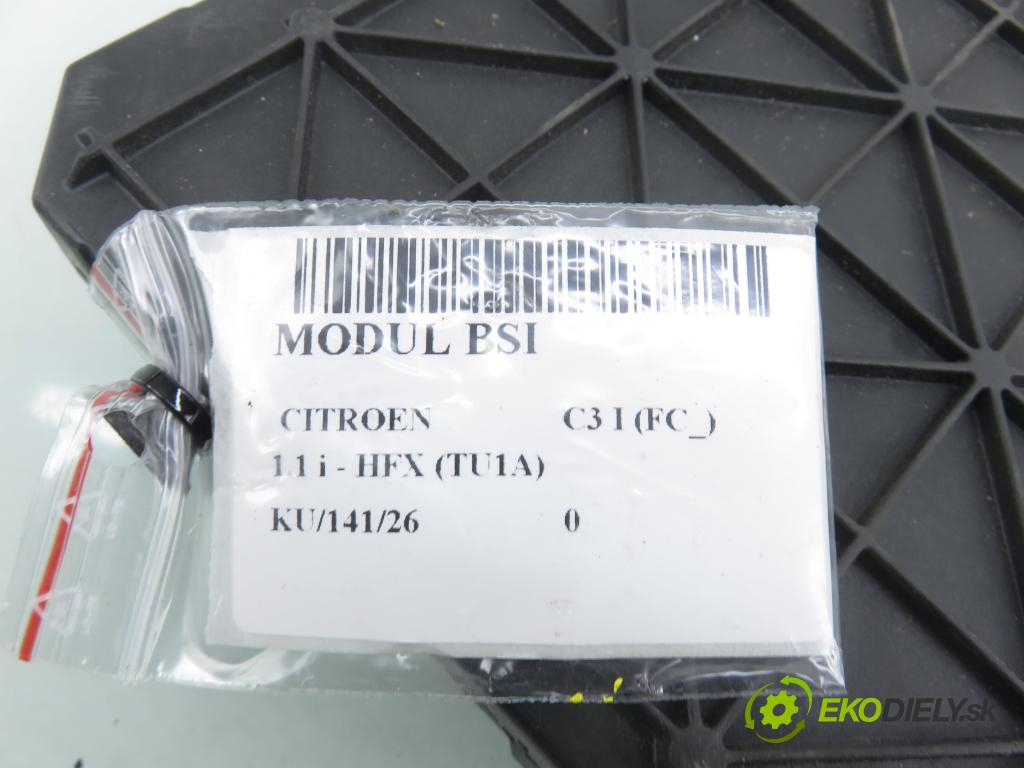 MODUL BSI
CITROEN C3 I (FC_)
1.1 i - HFX (TU1A)
KU/141/26 0
EKODIELY.sk